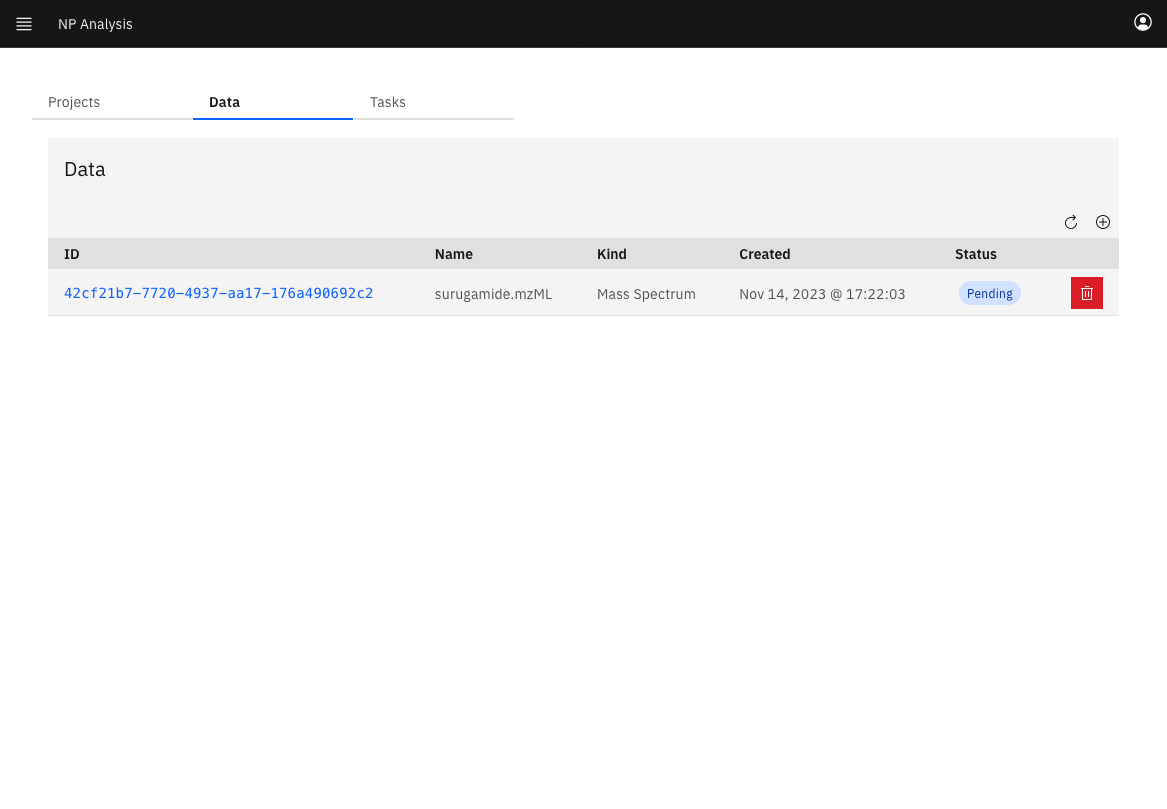 NP Analysis
Projects Data Tasks
Data
ID Name Kind Created Status
42cf21b7-7720-4937-aa17-176a490692c2 surugamide.mzML Mass Spectrum Nov 14, 2023 @ 17:22:03 Pending